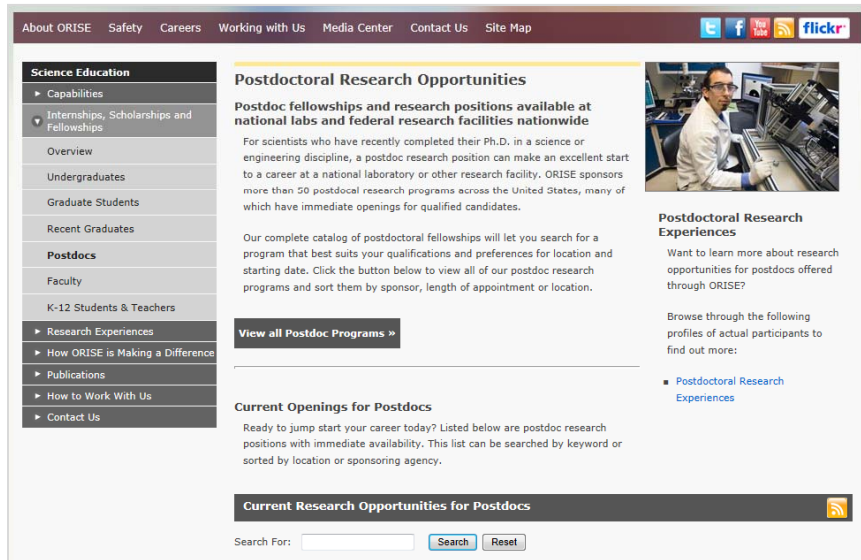 About ORISE Safety Careers Working with Us Media Center Contact Us Site Map
You
Tube
flickr
Science Education
Capabilities
Internships, Scholarships and
Fellowships
Overview
Undergraduates
Graduate Students
Recent Graduates
Postdocs
Faculty
K-12 Students & Teachers
Research Experiences
How ORISE is Making a Difference
Publications
How to Work With Us
Contact Us
Postdoctoral Research Opportunities
Postdoc fellowships and research positions available at
national labs and federal research facilities nationwide
For scientists who have recently completed their Ph.D. in a science or
engineering discipline, a postdoc research position can make an excellent start
to a career at a national laboratory or other research facility. ORISE sponsors
more than 50 postdocal research programs across the United States, many of
which have immediate openings for qualified candidates.
Our complete catalog of postdoctoral fellowships will let you search for a
program that best suits your qualifications and preferences for location and
starting date. Click the button below to view all of our postdoc research
programs and sort them by sponsor, length of appointment or location.
View all Postdoc Programs »
Current Openings for Postdocs
Ready to jump start your career today? Listed below are postdoc research
positions with immediate availability. This list can be searched by keyword or
sorted by location or sponsoring agency.
Current Research Opportunities for Postdocs
Search For: Search Reset
Postdoctoral Research
Experiences
Want to learn more about research
opportunities for postdocs offered
through ORISE?
Browse through the following
profiles of actual participants to
find out more:
Postdoctoral Research
Experiences